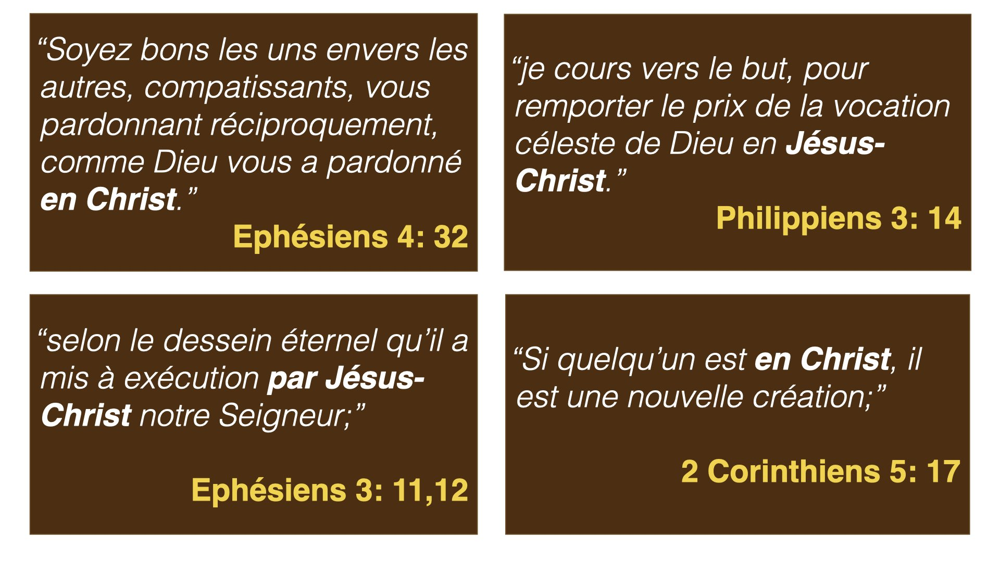 “Soyez bons les uns envers les
autres, compatissants, vous
pardonnant réciproquement,
comme Dieu vous a pardonné
en Christ.”
Ephésiens 4: 32
“je cours vers le but, pour
remporter le prix de la vocation
céleste de Dieu en Jésus-
Christ.”
Philippiens 3: 14
“selon le dessein éternel qu’il a
mis à exécution par Jésus-
Christ notre Seigneur;”
Ephésiens 3: 11,12
“Si quelqu’un est en Christ, il
est une nouvelle création;”
2 Corinthiens 5: 17